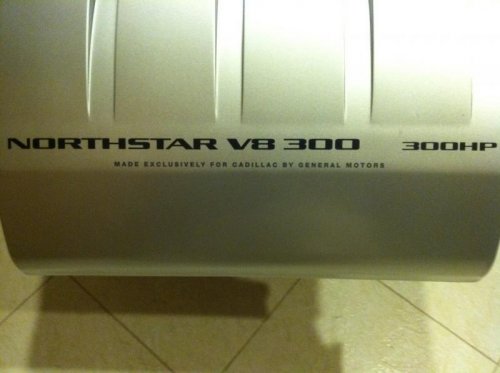 NORTHSTAR V8 300 300HP
MADE EXCLUSIVELY FOR CADILLAC BY GENERAL MOTORS